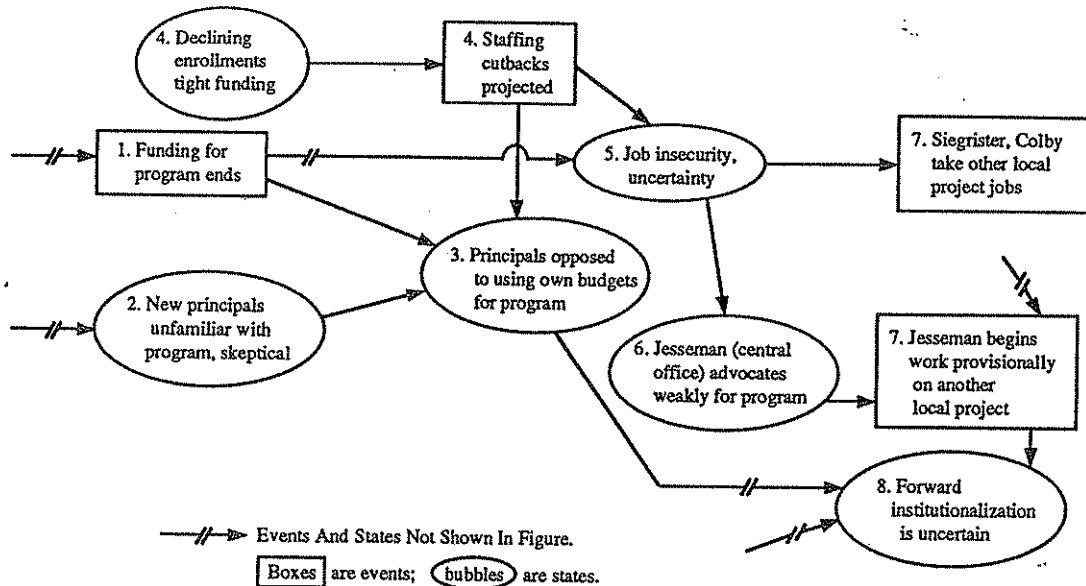 4. Declining
enrollments
tight funding
4. Staffing
cutbacks
projected
1. Funding for
program ends
5. Job insecurity,
uncertainty
7. Siegrister, Colby
take other local
project jobs
3. Principals opposed
to using own budgets
for program
2. New principals
unfamiliar with
program, skeptical
6. Jesseman (central
office) advocates
weakly for program
7. Jesseman begins
work provisionally
on another
local project
8. Forward
institutionalization
is uncertain
Events And States Not Shown In Figure.
Boxes are events; bubbles are states.